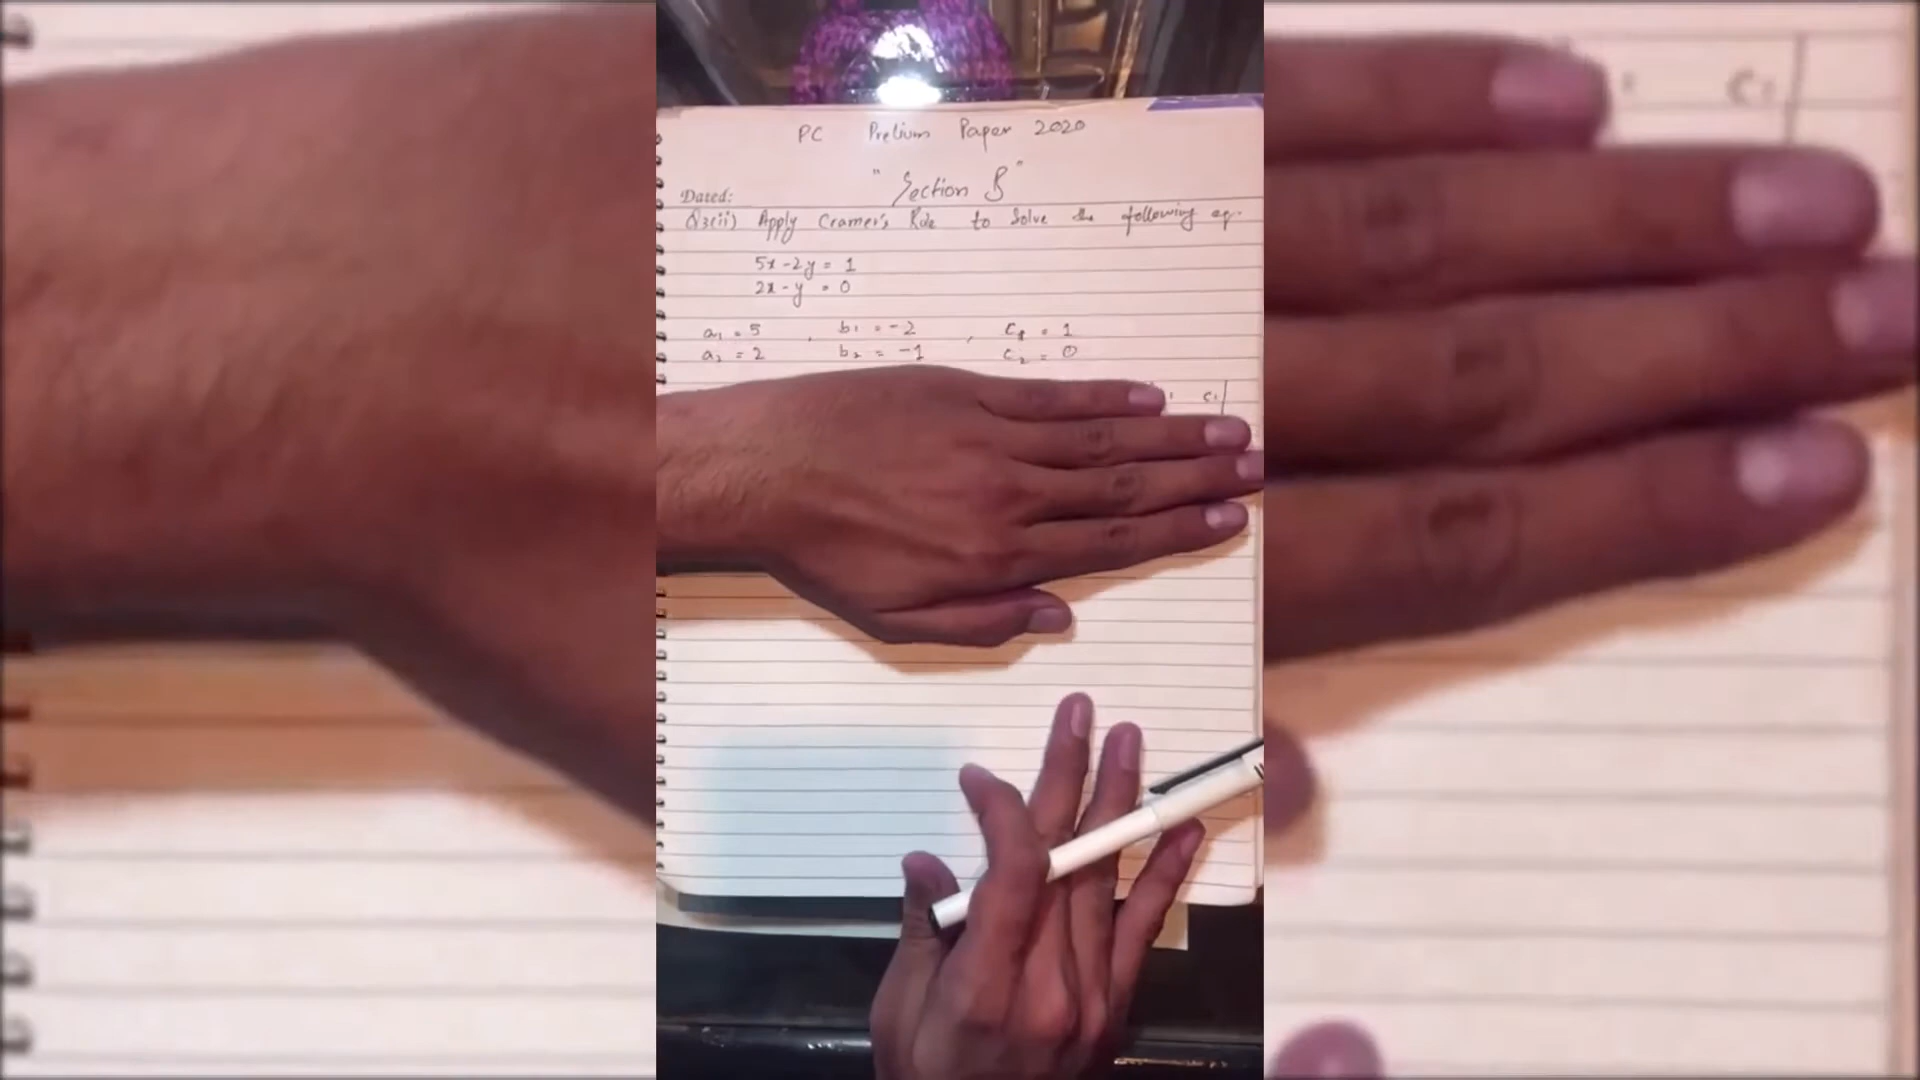 PC Prelium Paper 2020
"Section B"
Dated:
Q3(ii) Apply Cramer's Rule to Solve the following eq.
5x - 2y = 1
2x - y = 0
a₁ = 5 , b₁ = -2 , c₁ = 1
a₂ = 2 b₂ = -1 c₂ = 0
c₁